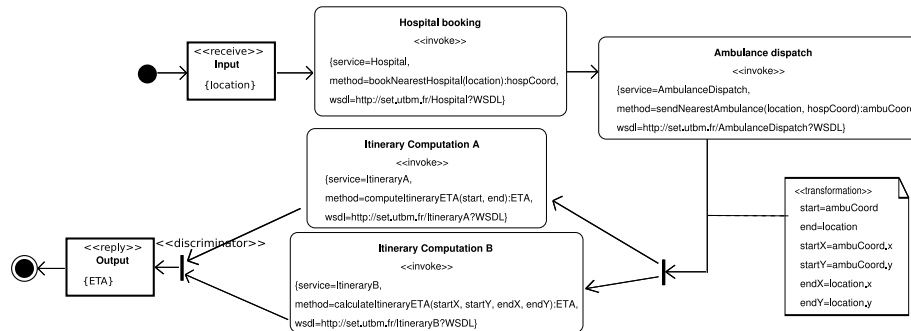 <<receive>>
Input
{location}
Hospital booking
<<invoke>>
{service=Hospital,
method=bookNearestHospital(location):hospCoord,
wsdl=http://set.utbm.fr/Hospital?WSDL}
Ambulance dispatch
<<invoke>>
{service=AmbulanceDispatch,
method=sendNearestAmbulance(location, hospCoord):ambuCoord
wsdl=http://set.utbm.fr/AmbulanceDispatch?WSDL}
<<transformation>>
start=ambuCoord
end=location
startX=ambuCoord.x
startY=ambuCoord.y
endX=location.x
endY=location.y
Itinerary Computation A
<<invoke>>
{service=ItineraryA,
method=computeItineraryETA(start, end):ETA,
wsdl=http://set.utbm.fr/ItineraryA?WSDL}
Itinerary Computation B
<<invoke>>
{service=ItineraryB,
method=calculateItineraryETA(startX, startY, endX, endY):ETA,
wsdl=http://set.utbm.fr/ItineraryB?WSDL}
<<discriminator>>
<<reply>>
Output
{ETA}